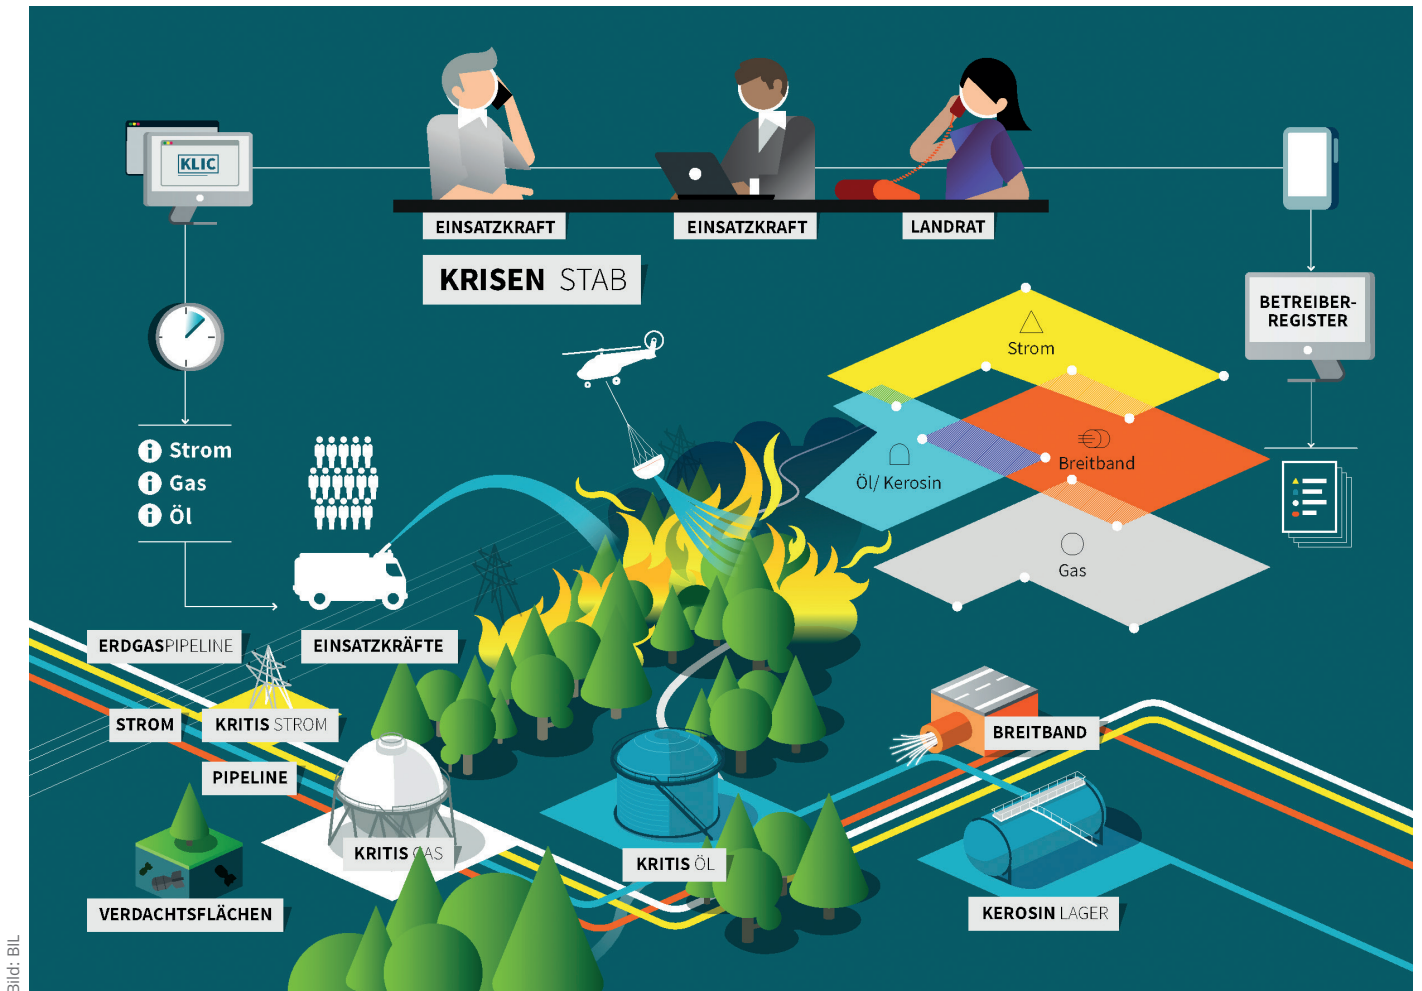 KLIC
EINSATZKRAFT
EINSATZKRAFT
LANDRAT
KRISEN STAB
BETREIBER-
REGISTER
Strom
Breitband
Öl/ Kerosin
Gas
Strom
Gas
Öl
ERDGASPIPELINE
EINSATZKRÄFTE
STROM
KRITIS STROM
PIPELINE
BREITBAND
KRITIS GAS
KRITIS ÖL
VERDACHTSFLÄCHEN
KEROSIN LAGER
Bild: BIL